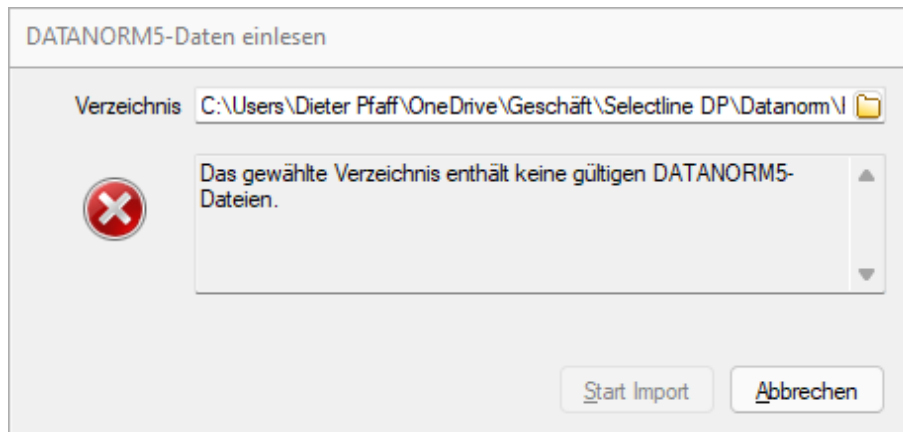 DATANORM5-Daten einlesen
Verzeichnis C:\Users\Dieter Pfaff\OneDrive\Geschäft\Selectline DP\Datanorm\
Das gewählte Verzeichnis enthält keine gültigen DATANORM5-
Dateien.
Start Import Abbrechen